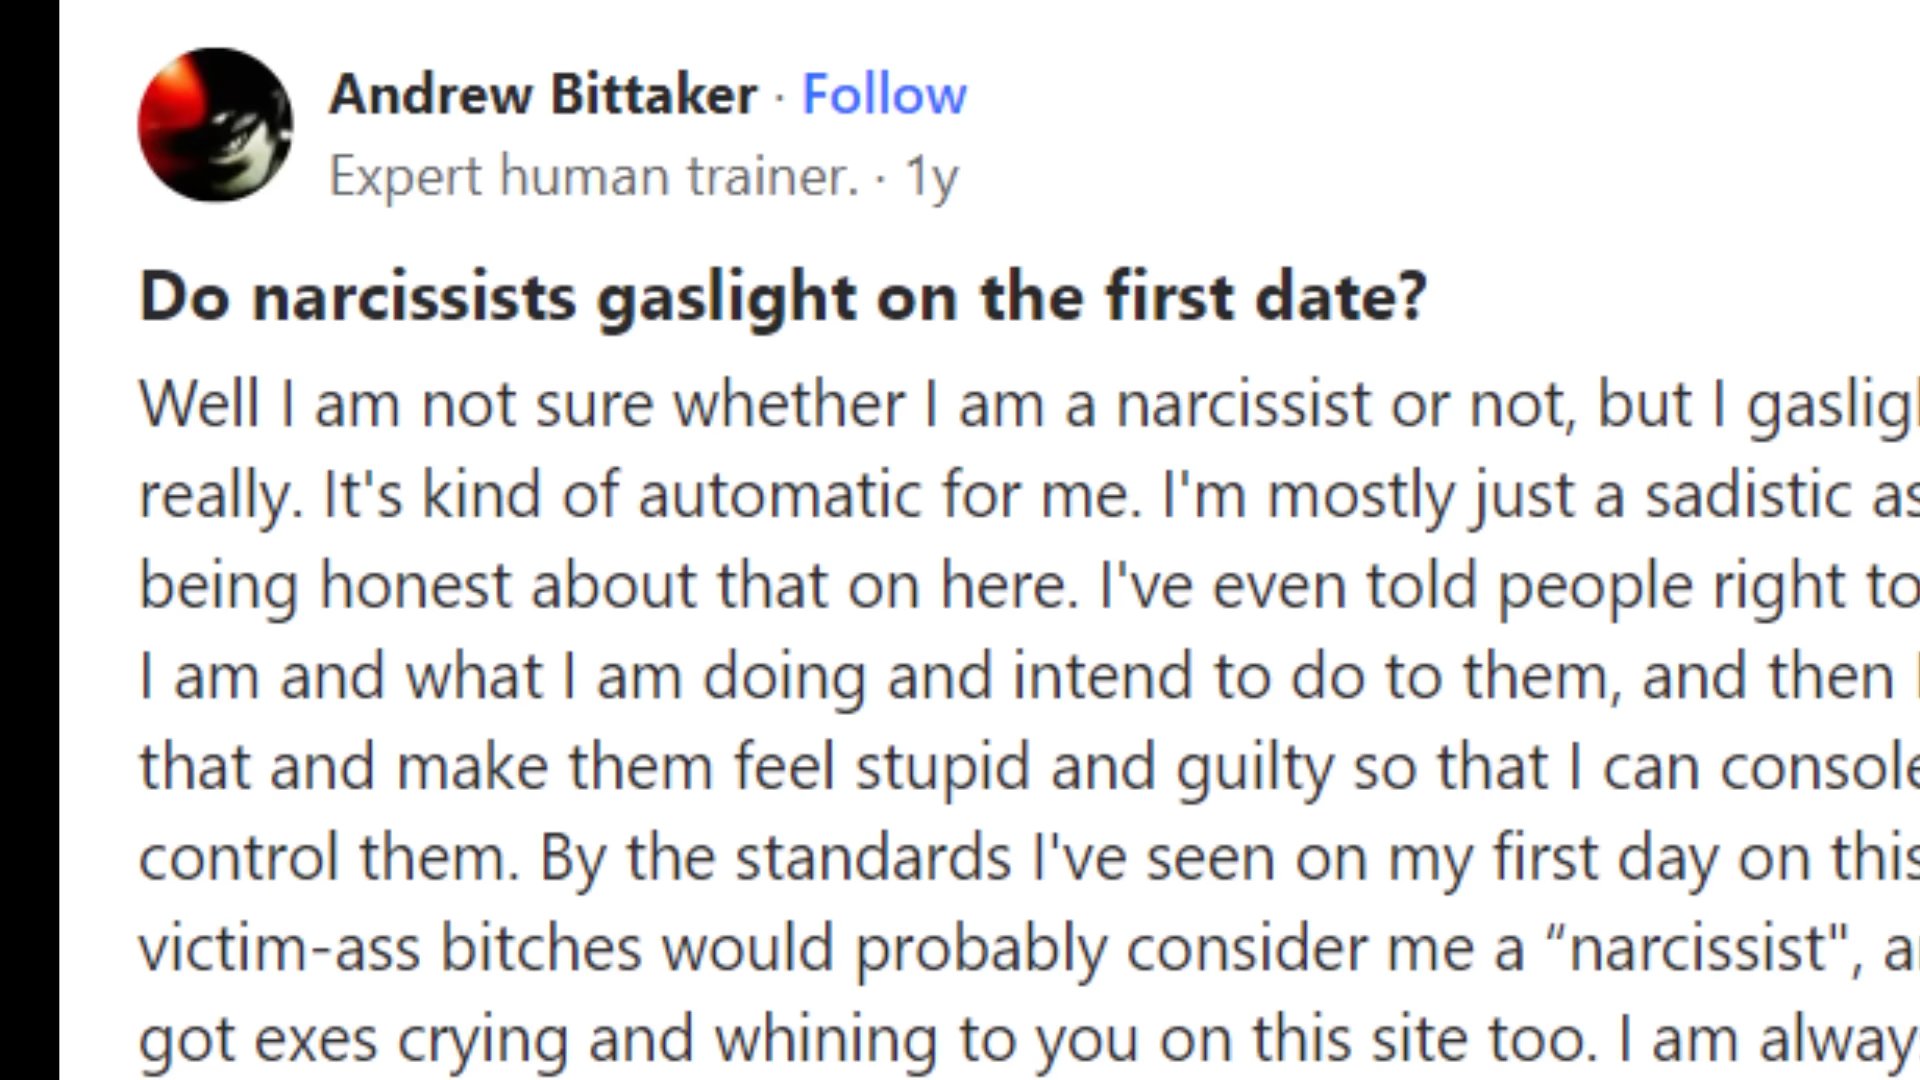 Andrew Bittaker · Follow
Expert human trainer. · 1y
Do narcissists gaslight on the first date?
Well I am not sure whether I am a narcissist or not, but I
really. It's kind of automatic for me. I'm mostly just a sadistic
being honest about that on here. I've even told people right to
I am and what I am doing and intend to do to them, and then
that and make them feel stupid and guilty so that I can console
control them. By the standards I've seen on my first day on this
victim-ass bitches would probably consider me a “narcissist",
got exes crying and whining to you on this site too. I am